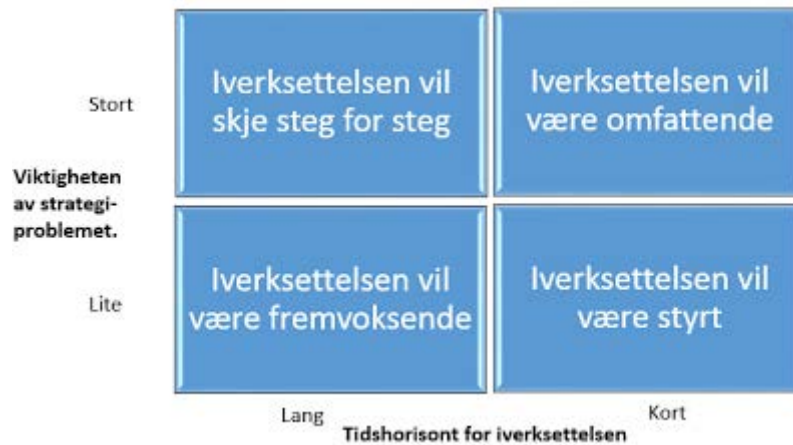 Stort
Iverksettelsen vil
skje steg for steg
Iverksettelsen vil
være omfattende
Viktigheten
av strategi-
problemet.
Lite
Iverksettelsen vil
være fremvoksende
Iverksettelsen vil
være styrt
Lang
Kort
Tidshorisont for iverksettelsen